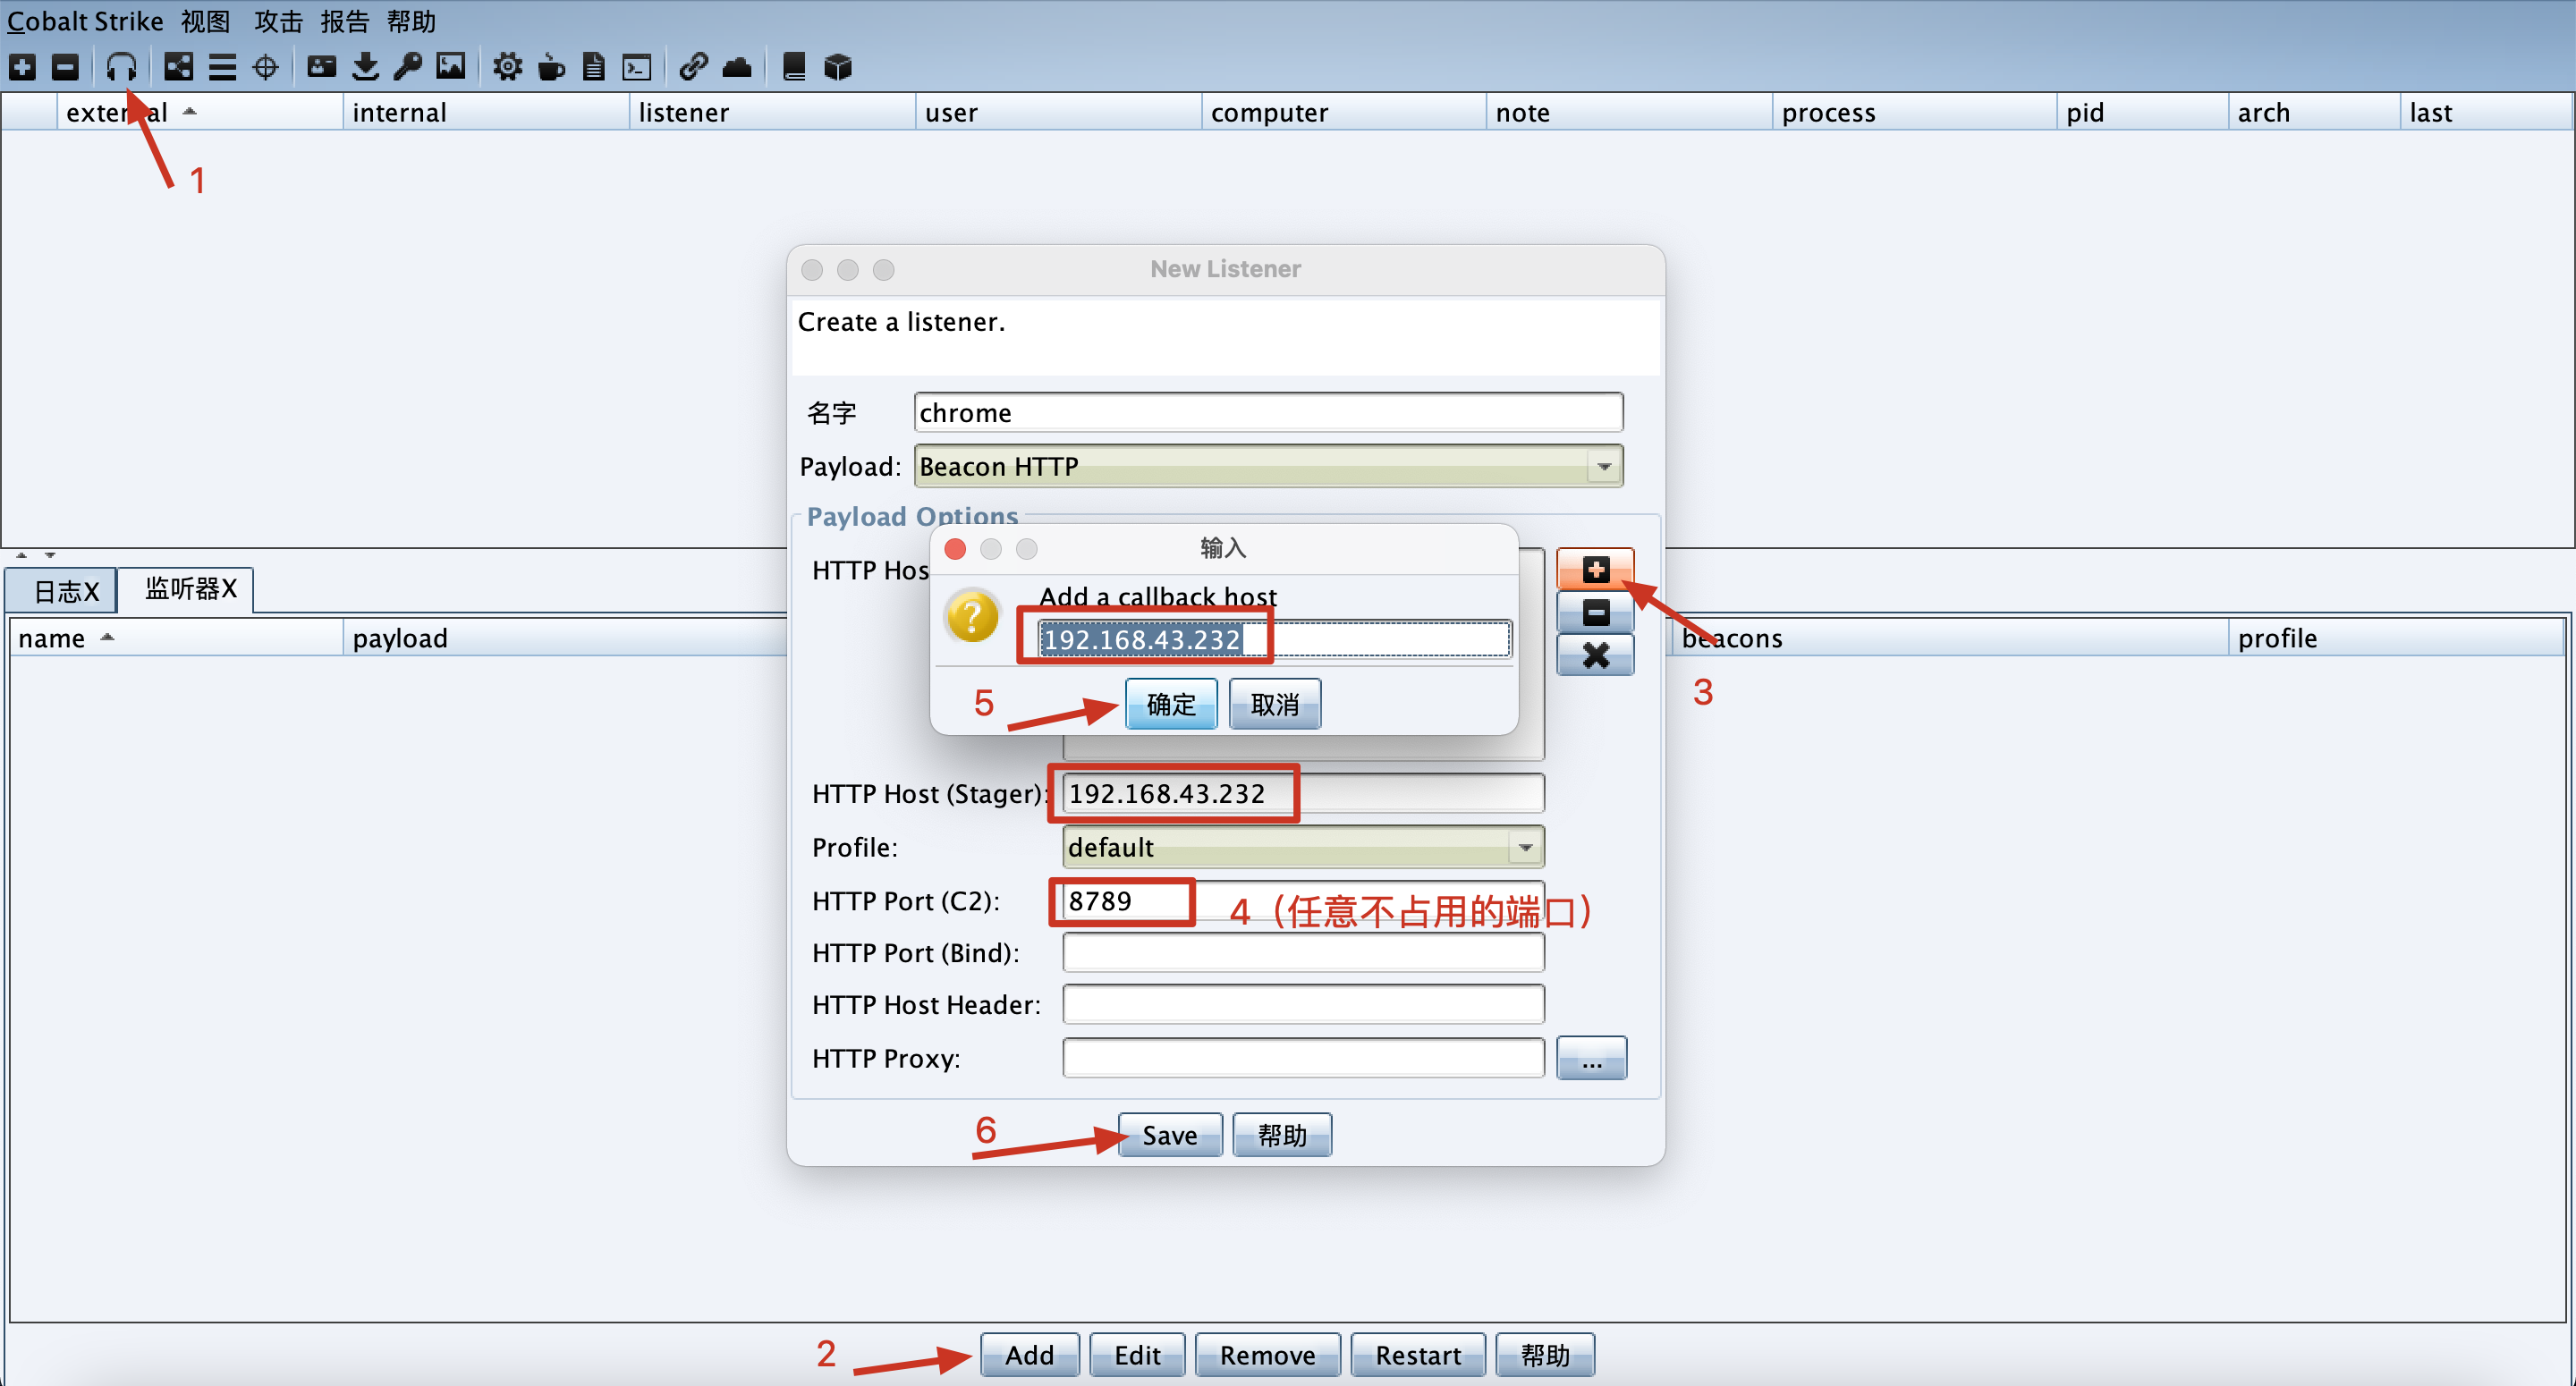 Cobalt Strike 视图 攻击 报告 帮助
external internal listener user computer note process pid arch last
1
New Listener
Create a listener.
名字 chrome
Payload: Beacon HTTP
Payload Options
输入
HTTP Hos
Add a callback host
192.168.43.232
日志X 监听器X
name payload beacons profile
3
5 确定 取消
HTTP Host (Stager): 192.168.43.232
Profile: default
HTTP Port (C2): 8789 4（任意不占用的端口）
HTTP Port (Bind):
HTTP Host Header:
HTTP Proxy: ...
6 Save 帮助
2 Add Edit Remove Restart 帮助